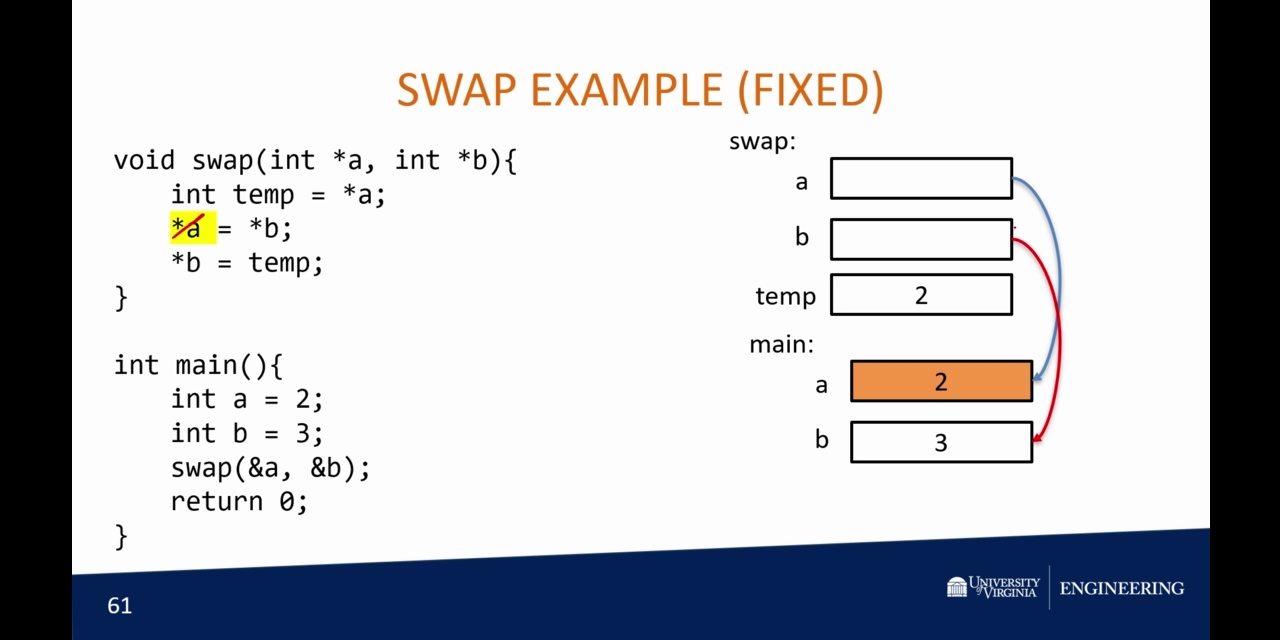 SWAP EXAMPLE (FIXED)
void swap(int *a, int *b){
int temp = *a;
*a = *b;
*b = temp;
}
int main(){
int a = 2;
int b = 3;
swap(&a, &b);
return 0;
}
swap:
a
b
temp 2
main:
a 2
b 3
61
UNIVERSITY
of VIRGINIA
ENGINEERING